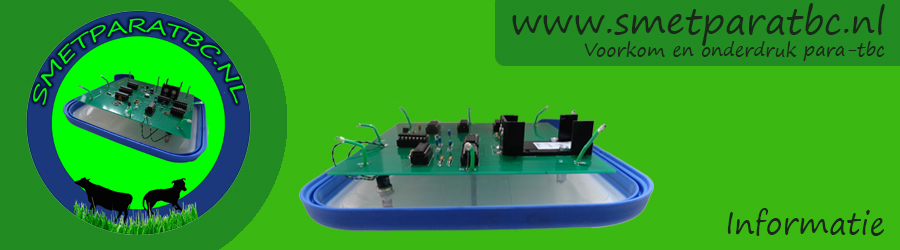 SMETPARATBC.NL
www.smetparatbc.nl
Voorkom en onderdruk para-tbc
Informatie